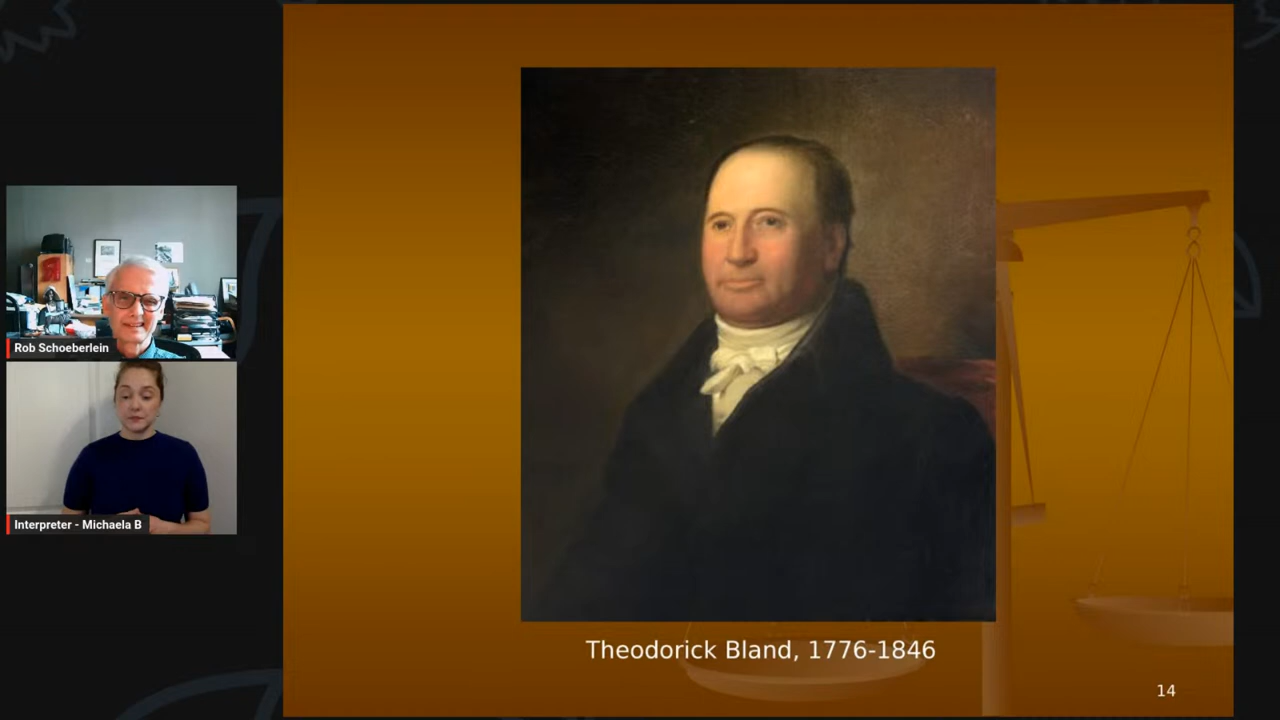 Rob Schoeberlein
Interpreter - Michaela B
Theodorick Bland, 1776-1846
14